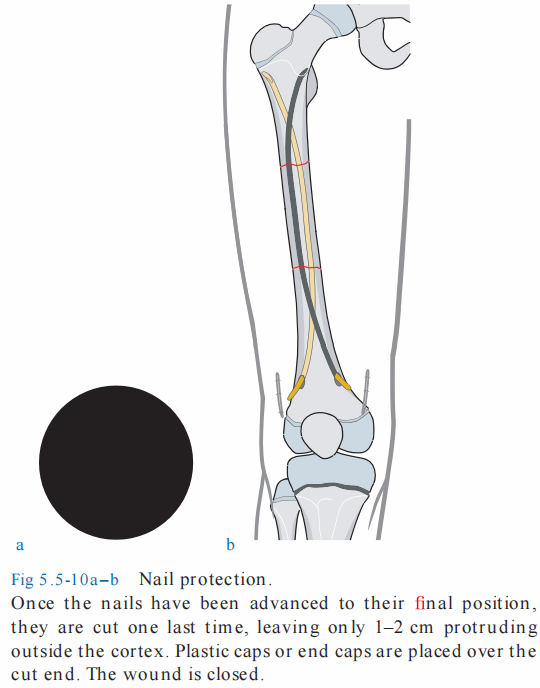 a
b
Fig 5.5-10a–b Nail protection.
Once the nails have been advanced to their final position,
they are cut one last time, leaving only 1–2 cm protruding
outside the cortex. Plastic caps or end caps are placed over the
cut end. The wound is closed.